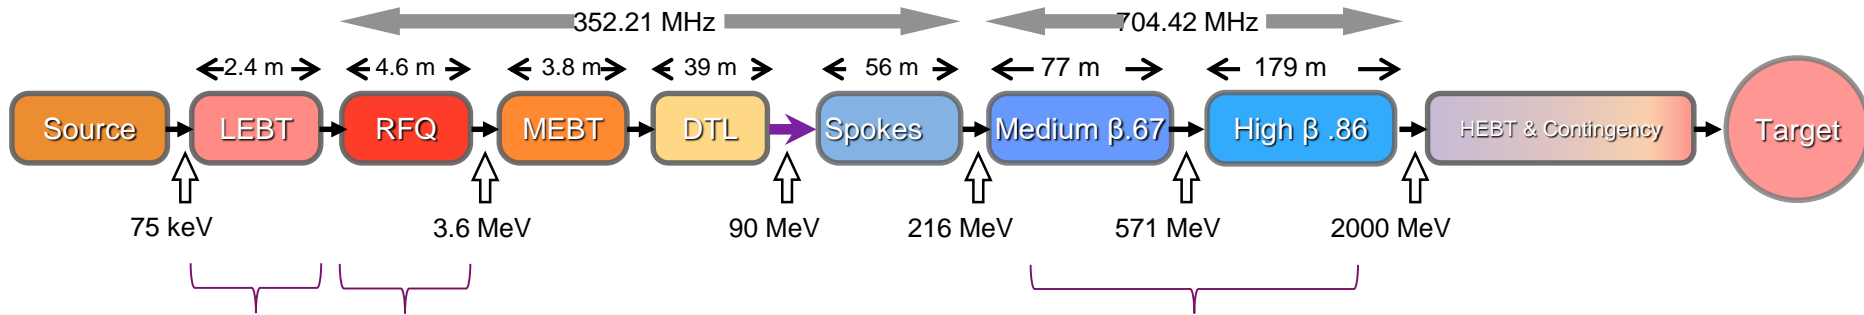 352.21 MHz
704.42 MHz
2.4 m
4.6 m
3.8 m
39 m
56 m
77 m
179 m
Source
LEBT
RFQ
MEBT
DTL
Spokes
Medium β.67
High β .86
HEBT & Contingency
Target
75 keV
3.6 MeV
90 MeV
216 MeV
571 MeV
2000 MeV